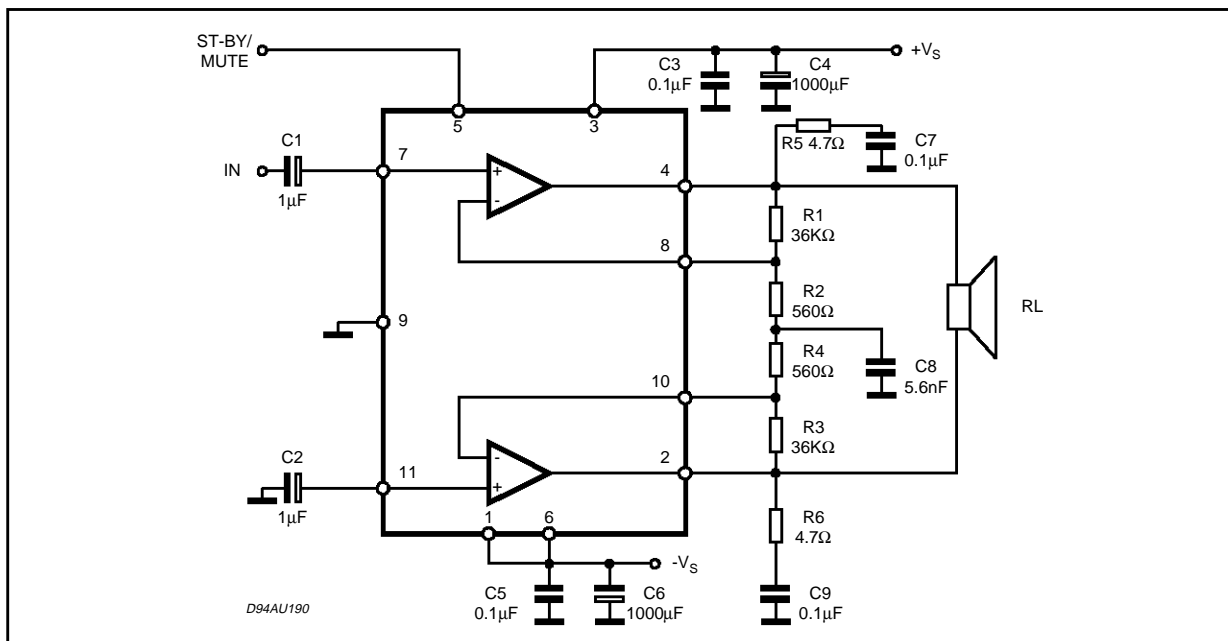 ST-BY/
MUTE
C3
0.1μF
C4
1000μF
+VS
5
3
R5 4.7Ω
C7
0.1μF
C1
IN
1μF
7
+
-
4
R1
36KΩ
8
R2
560Ω
RL
9
R4
560Ω
C8
5.6nF
10
R3
36KΩ
C2
1μF
11
-
+
2
1
6
R6
4.7Ω
-VS
C5
0.1μF
C6
1000μF
C9
0.1μF
D94AU190